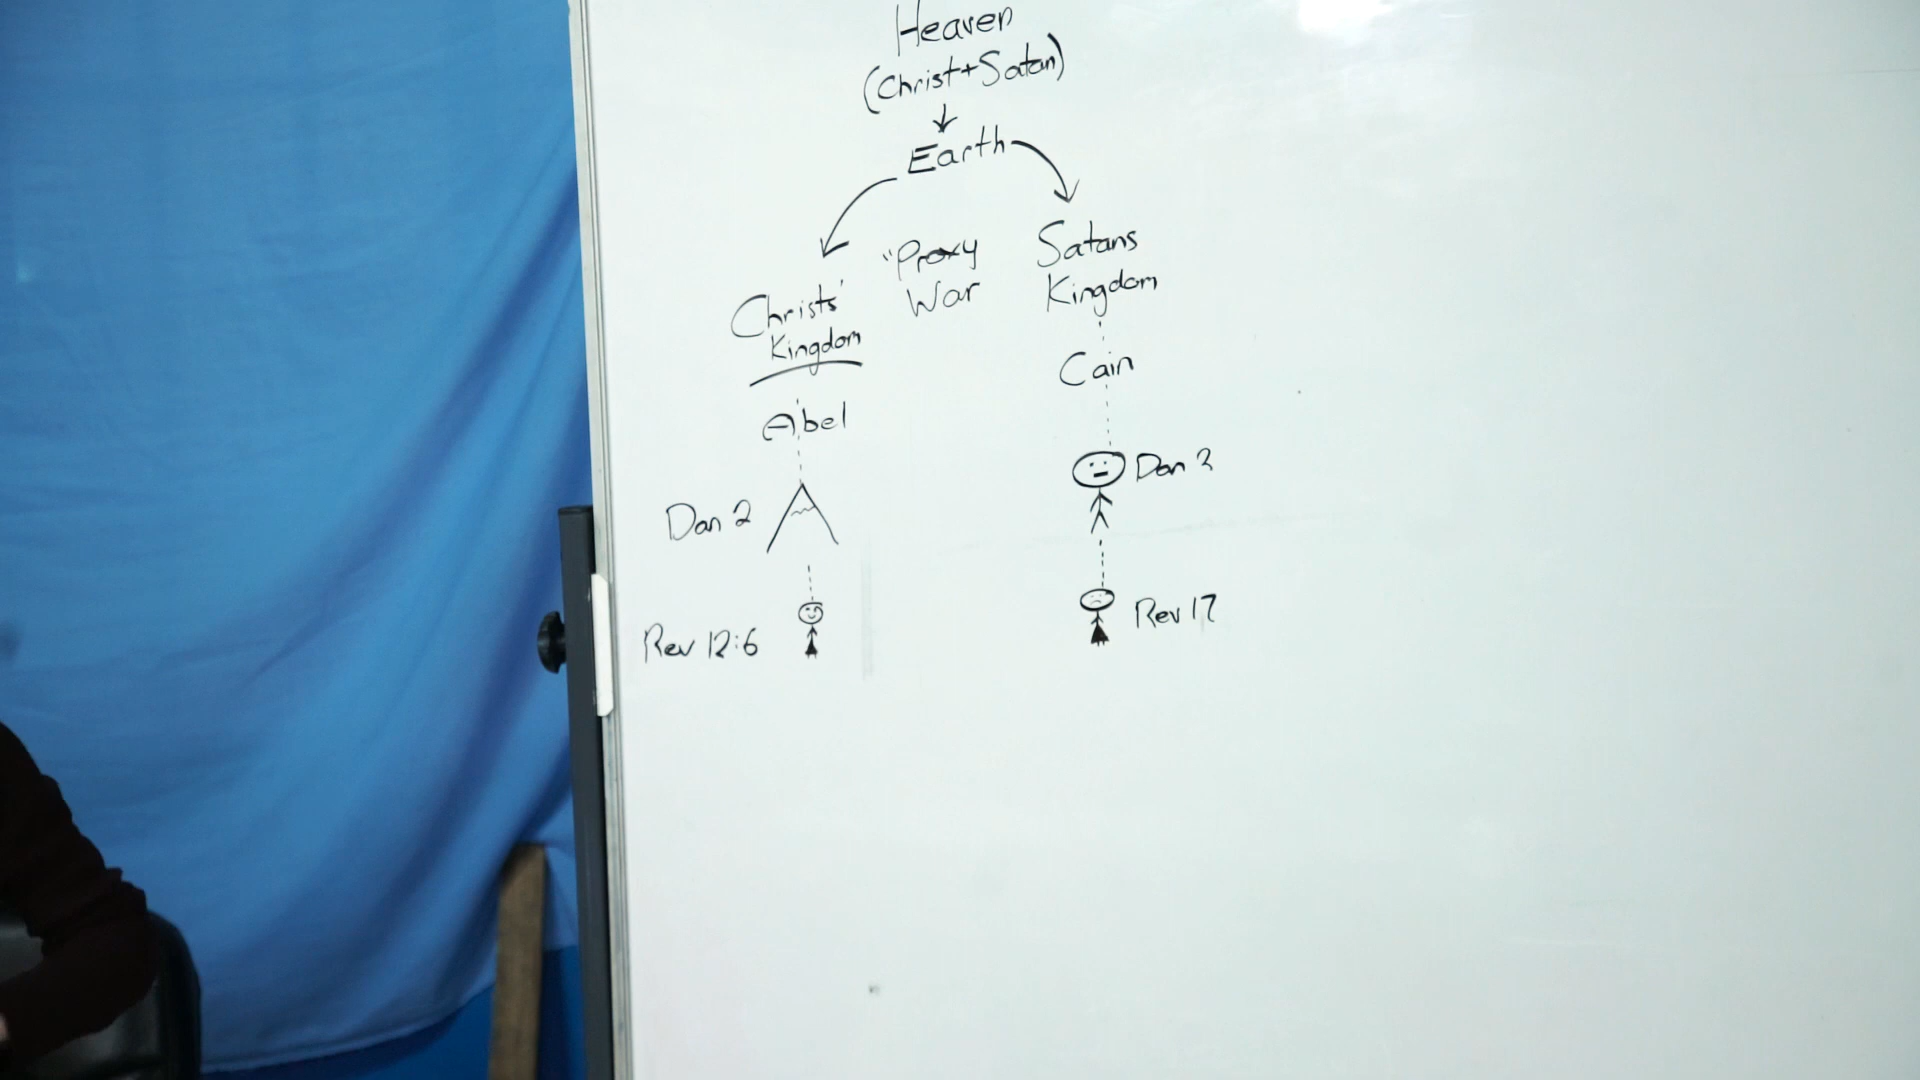 Heaven
(Christ+Satan)
Earth
"Proxy
War
Satans
Kingdom
Christs'
Kingdom
Cain
Abel
Dan 3
Dan 2
Rev 17
Rev 12:6